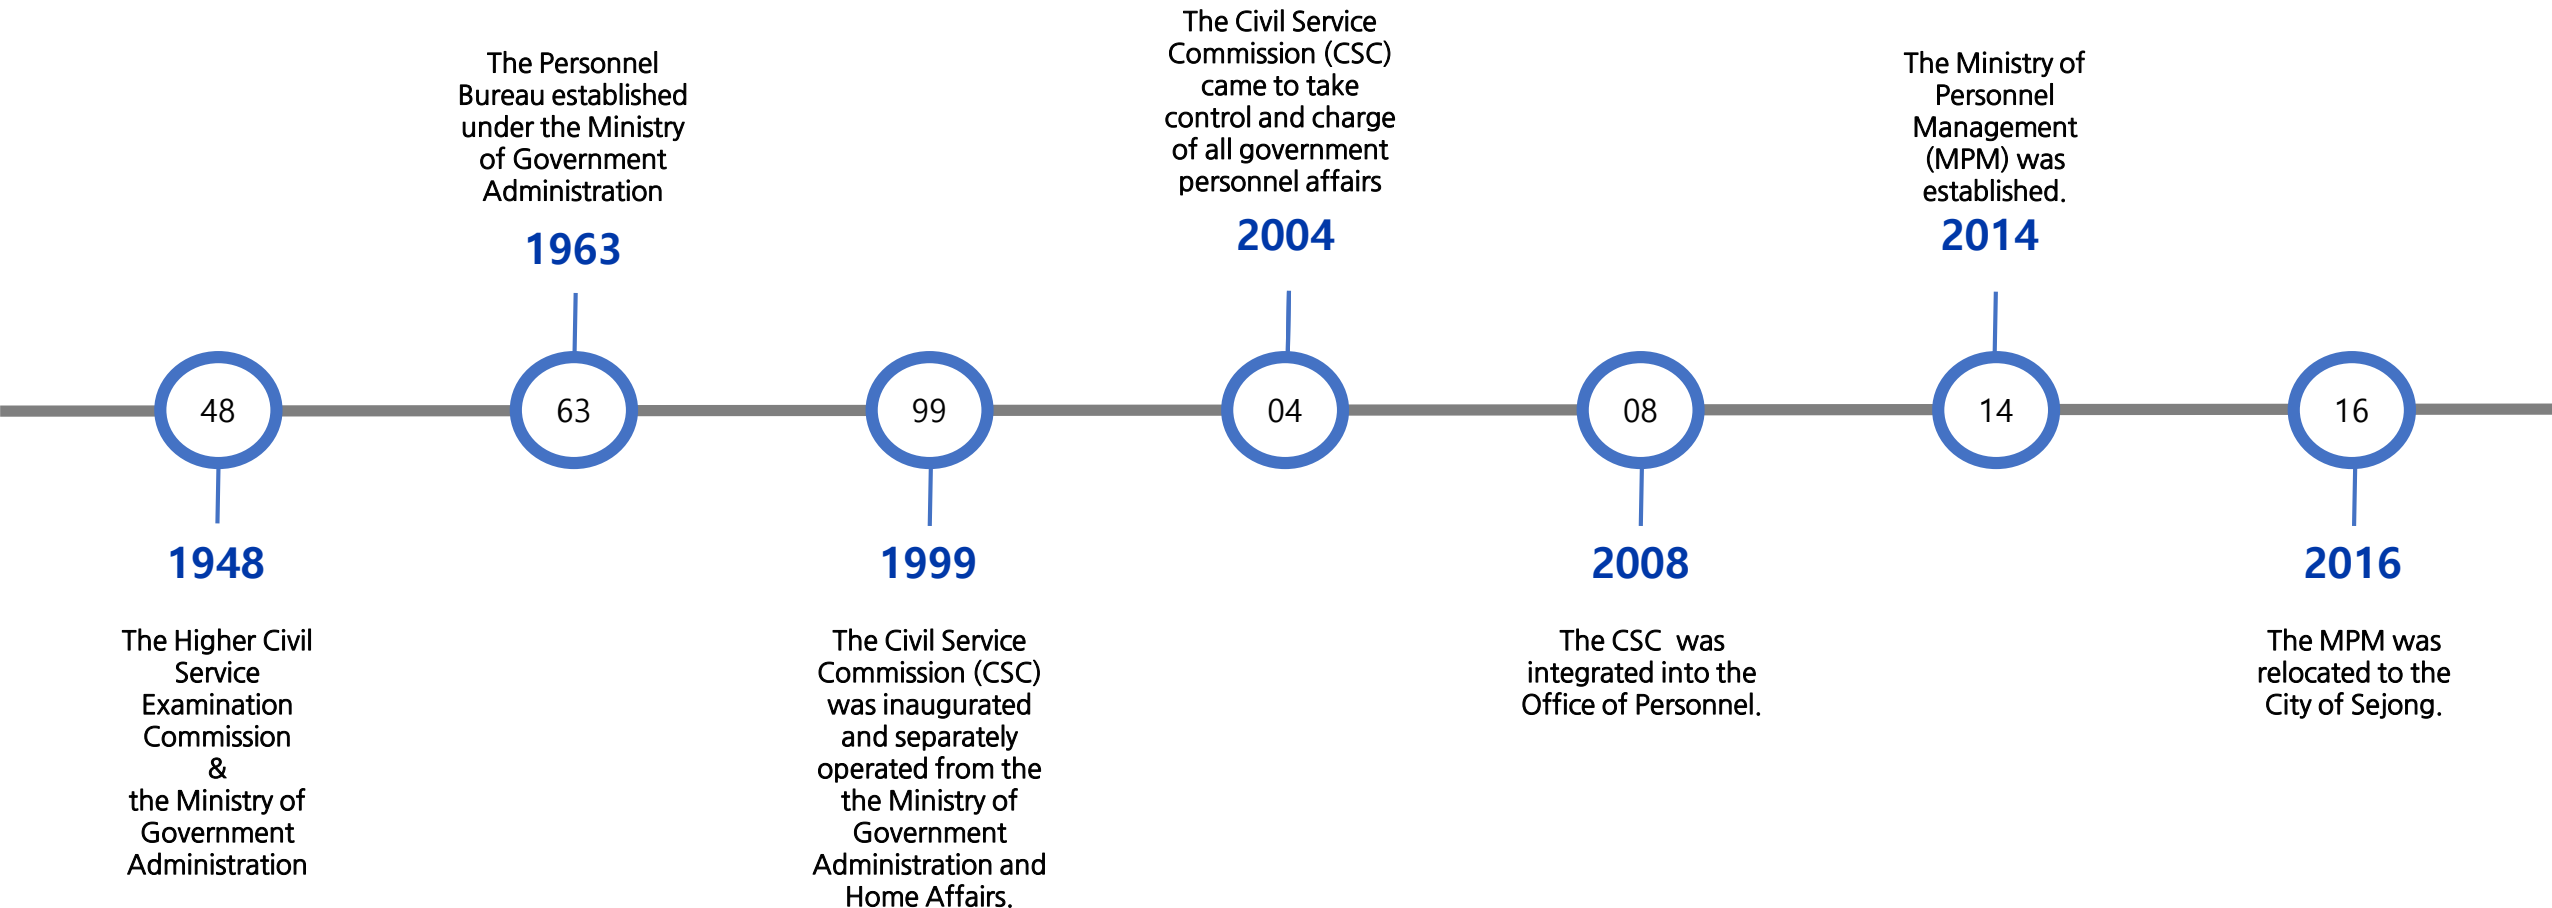 The Civil Service
Commission (CSC)
came to take
control and charge
of all government
personnel affairs
2004
The Personnel
Bureau established
under the Ministry
of Government
Administration
1963
The Ministry of
Personnel
Management
(MPM) was
established.
2014
48
63
99
04
08
14
16
1948
The Higher Civil
Service
Examination
Commission
&
the Ministry of
Government
Administration
1999
The Civil Service
Commission (CSC)
was inaugurated
and separately
operated from the
the Ministry of
Government
Administration and
Home Affairs.
2008
The CSC  was
integrated into the
Office of Personnel.
2016
The MPM was
relocated to the
City of Sejong.